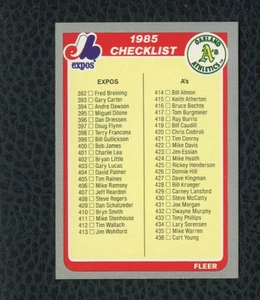 1985
CHECKLIST
expos
OAKLAND
A's
ATHLETICS
EXPOS
392 ☐ Fred Breining
393 ☐ Gary Carter
394 ☐ Andre Dawson
395 ☐ Miguel Dilone
396 ☐ Dan Driessen
397 ☐ Doug Flynn
398 ☐ Terry Francona
399 ☐ Bill Gullickson
400 ☐ Bob James
401 ☐ Charlie Lea
402 ☐ Bryan Little
403 ☐ Gary Lucas
404 ☐ David Palmer
405 ☐ Tim Raines
406 ☐ Mike Ramsey
407 ☐ Jeff Reardon
408 ☐ Steve Rogers
409 ☐ Dan Schatzeder
410 ☐ Bryn Smith
411 ☐ Mike Stenhouse
412 ☐ Tim Wallach
413 ☐ Jim Wohlford
A's
414 ☐ Bill Almon
415 ☐ Keith Atherton
416 ☐ Bruce Bochte
417 ☐ Tom Burgmeier
418 ☐ Ray Burris
419 ☐ Bill Caudill
420 ☐ Chris Codiroli
421 ☐ Tim Conroy
422 ☐ Mike Davis
423 ☐ Jim Essian
424 ☐ Mike Heath
425 ☐ Rickey Henderson
426 ☐ Donnie Hill
427 ☐ Dave Kingman
428 ☐ Bill Krueger
429 ☐ Carney Lansford
430 ☐ Steve McCatty
431 ☐ Joe Morgan
432 ☐ Dwayne Murphy
433 ☐ Tony Phillips
434 ☐ Lary Sorensen
435 ☐ Mike Warren
436 ☐ Curt Young
FLEER